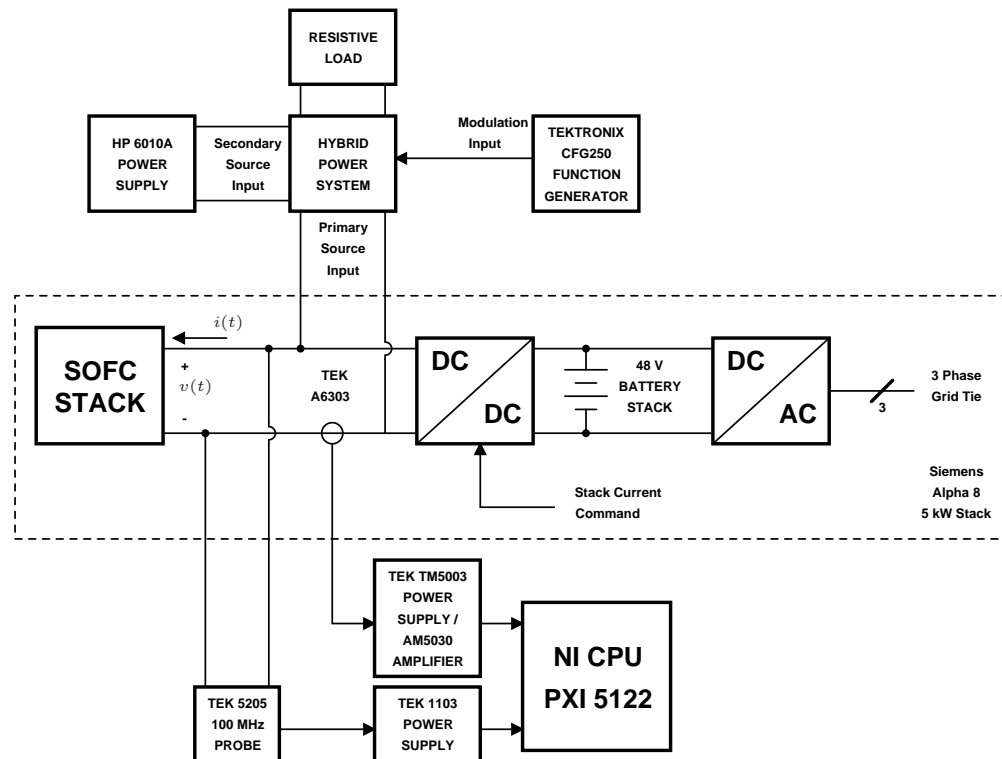 RESISTIVE
LOAD
HP 6010A
POWER
SUPPLY
Secondary
Source
Input
HYBRID
POWER
SYSTEM
Modulation
Input
TEKTRONIX
CFG250
FUNCTION
GENERATOR
Primary
Source
Input
SOFC
STACK
i(t)
+
v(t)
-
TEK
A6303
DC
DC
48 V
BATTERY
STACK
DC
AC
3
3 Phase
Grid Tie
Stack Current
Command
Siemens
Alpha 8
5 kW Stack
TEK TM5003
POWER
SUPPLY /
AM5030
AMPLIFIER
NI CPU
PXI 5122
TEK 5205
100 MHz
PROBE
TEK 1103
POWER
SUPPLY